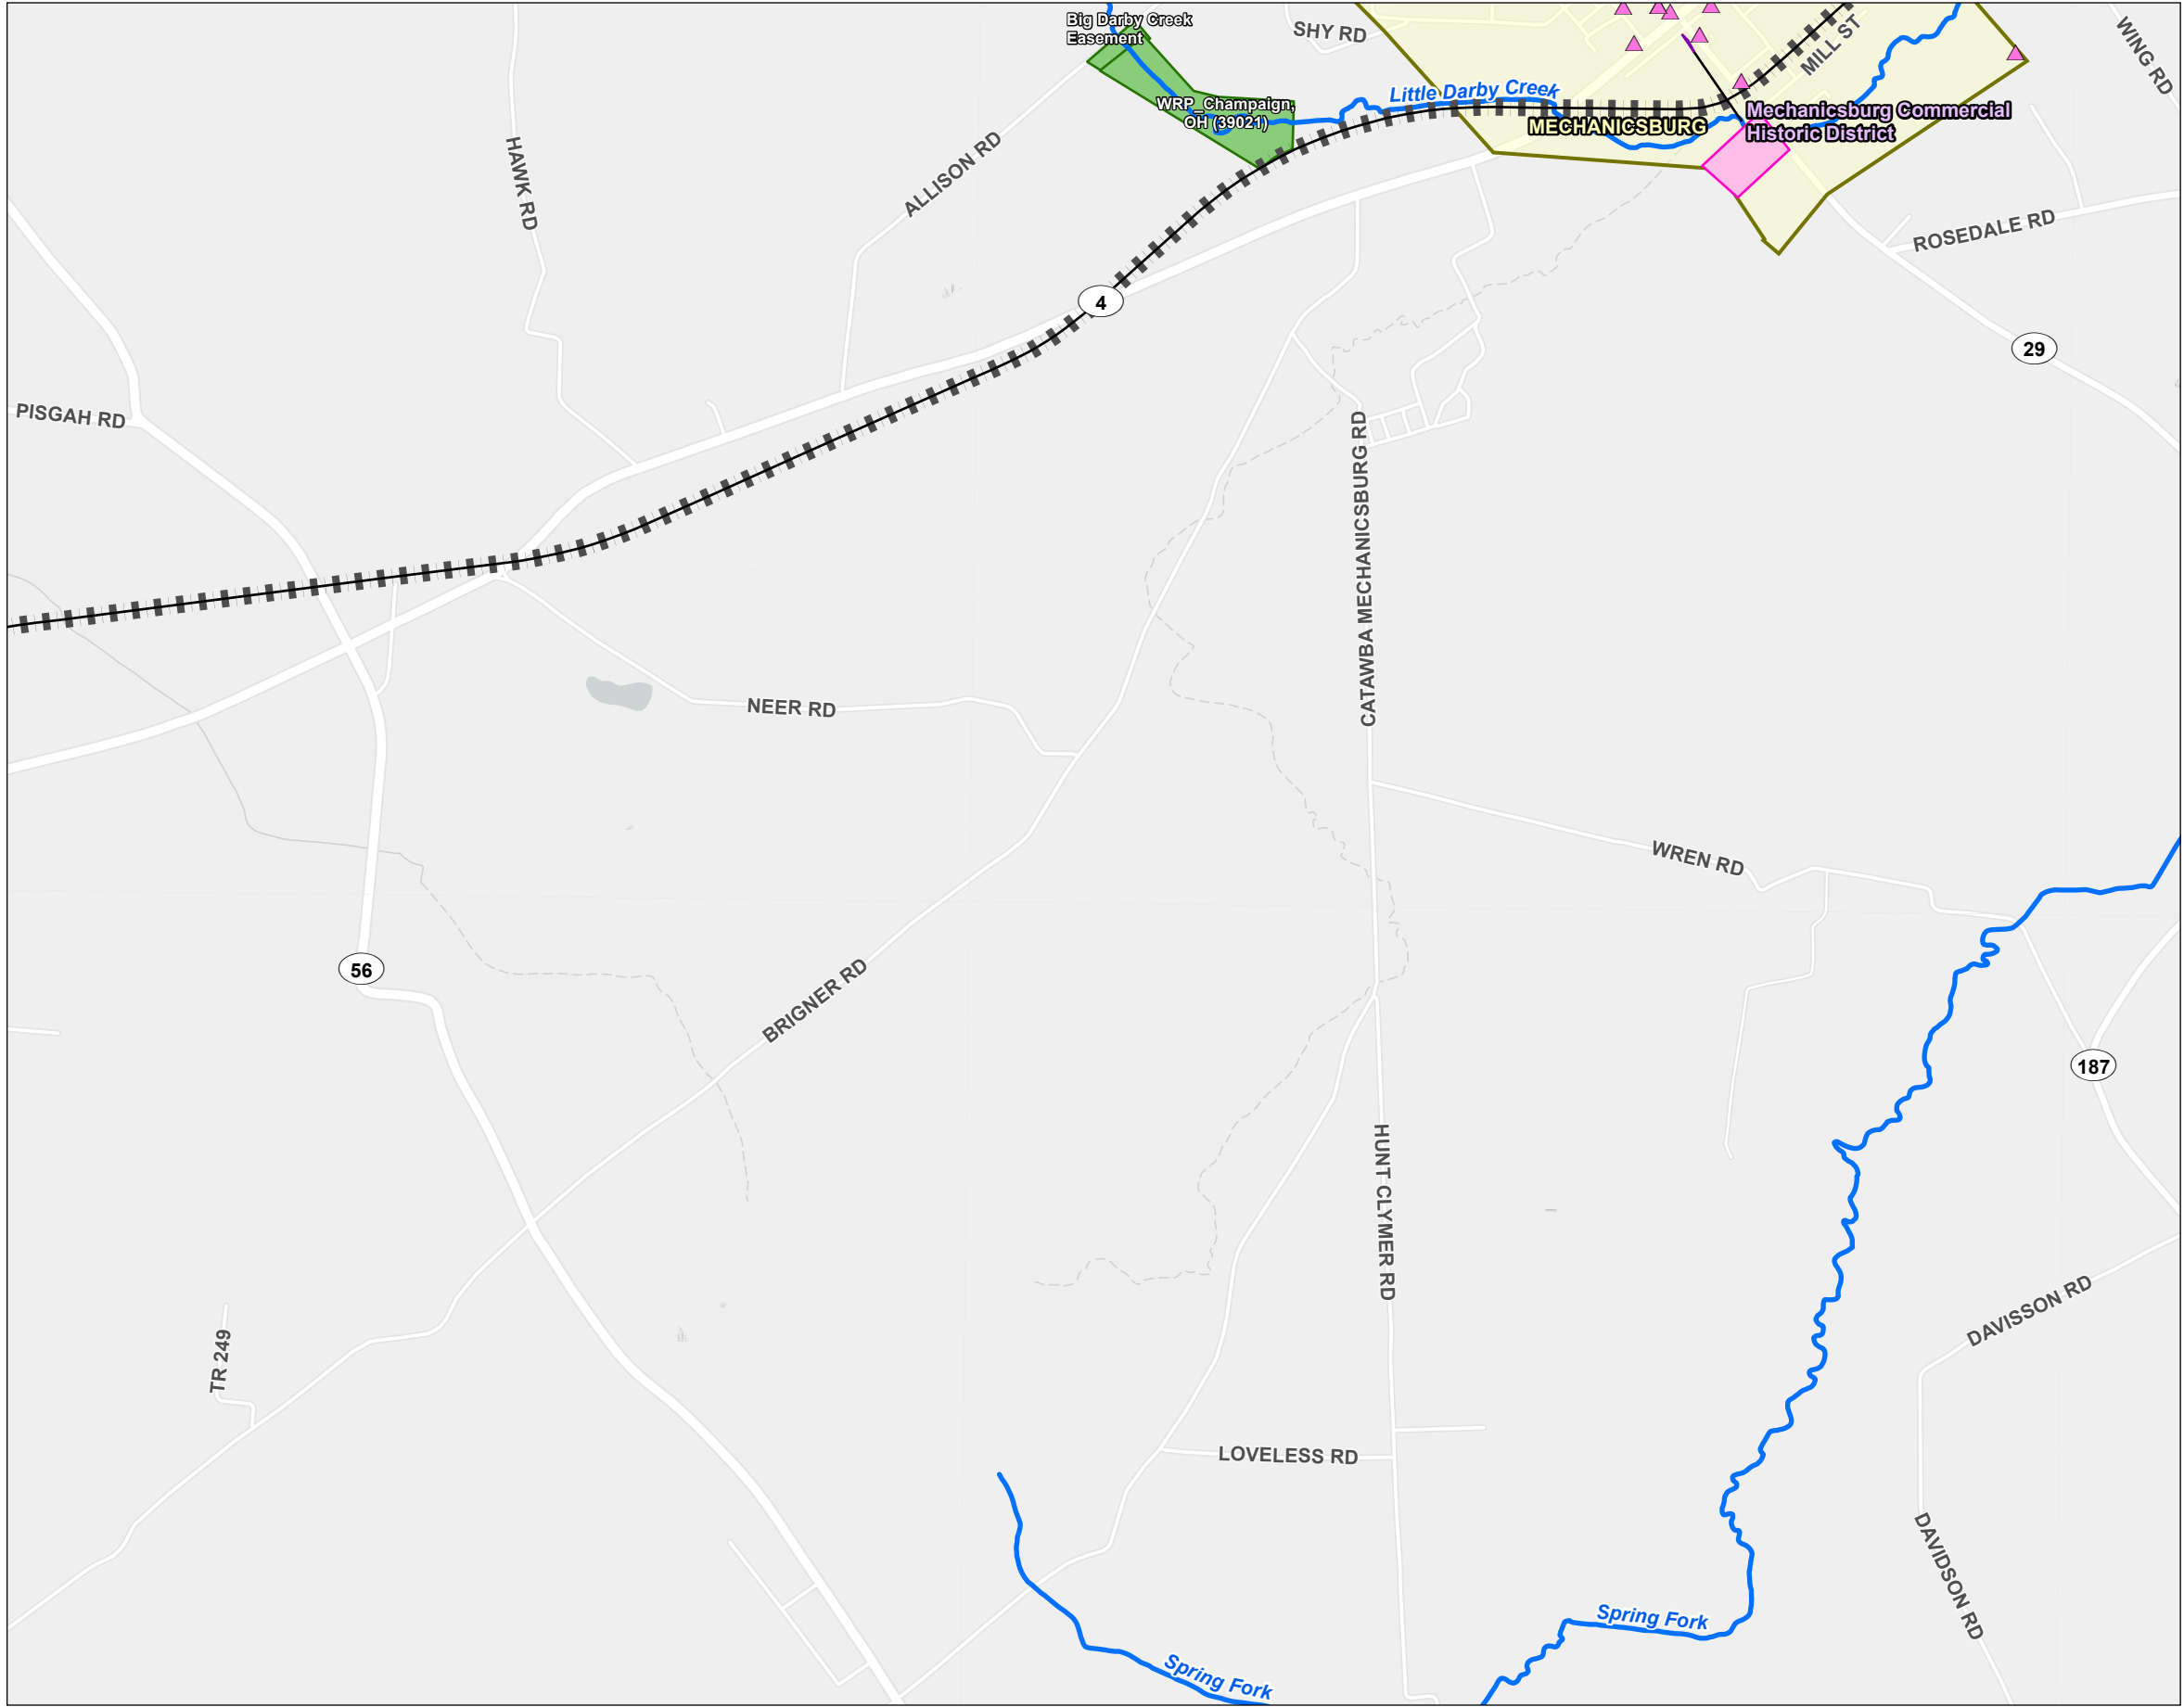 Big Darby Creek
Easement
SHY RD
WING RD
MILL ST
Little Darby Creek
WRP_Champaign,
OH (39021)
MECHANICSBURG
Mechanicsburg Commercial
Historic District
HAWK RD
ALLISON RD
ROSEDALE RD
4
29
PISGAH RD
CATAWBA MECHANICSBURG RD
NEER RD
WREN RD
56
BRIGNER RD
187
HUNT CLYMER RD
DAVISSON RD
TR 249
LOVELESS RD
DAVIDSON RD
Spring Fork
Spring Fork